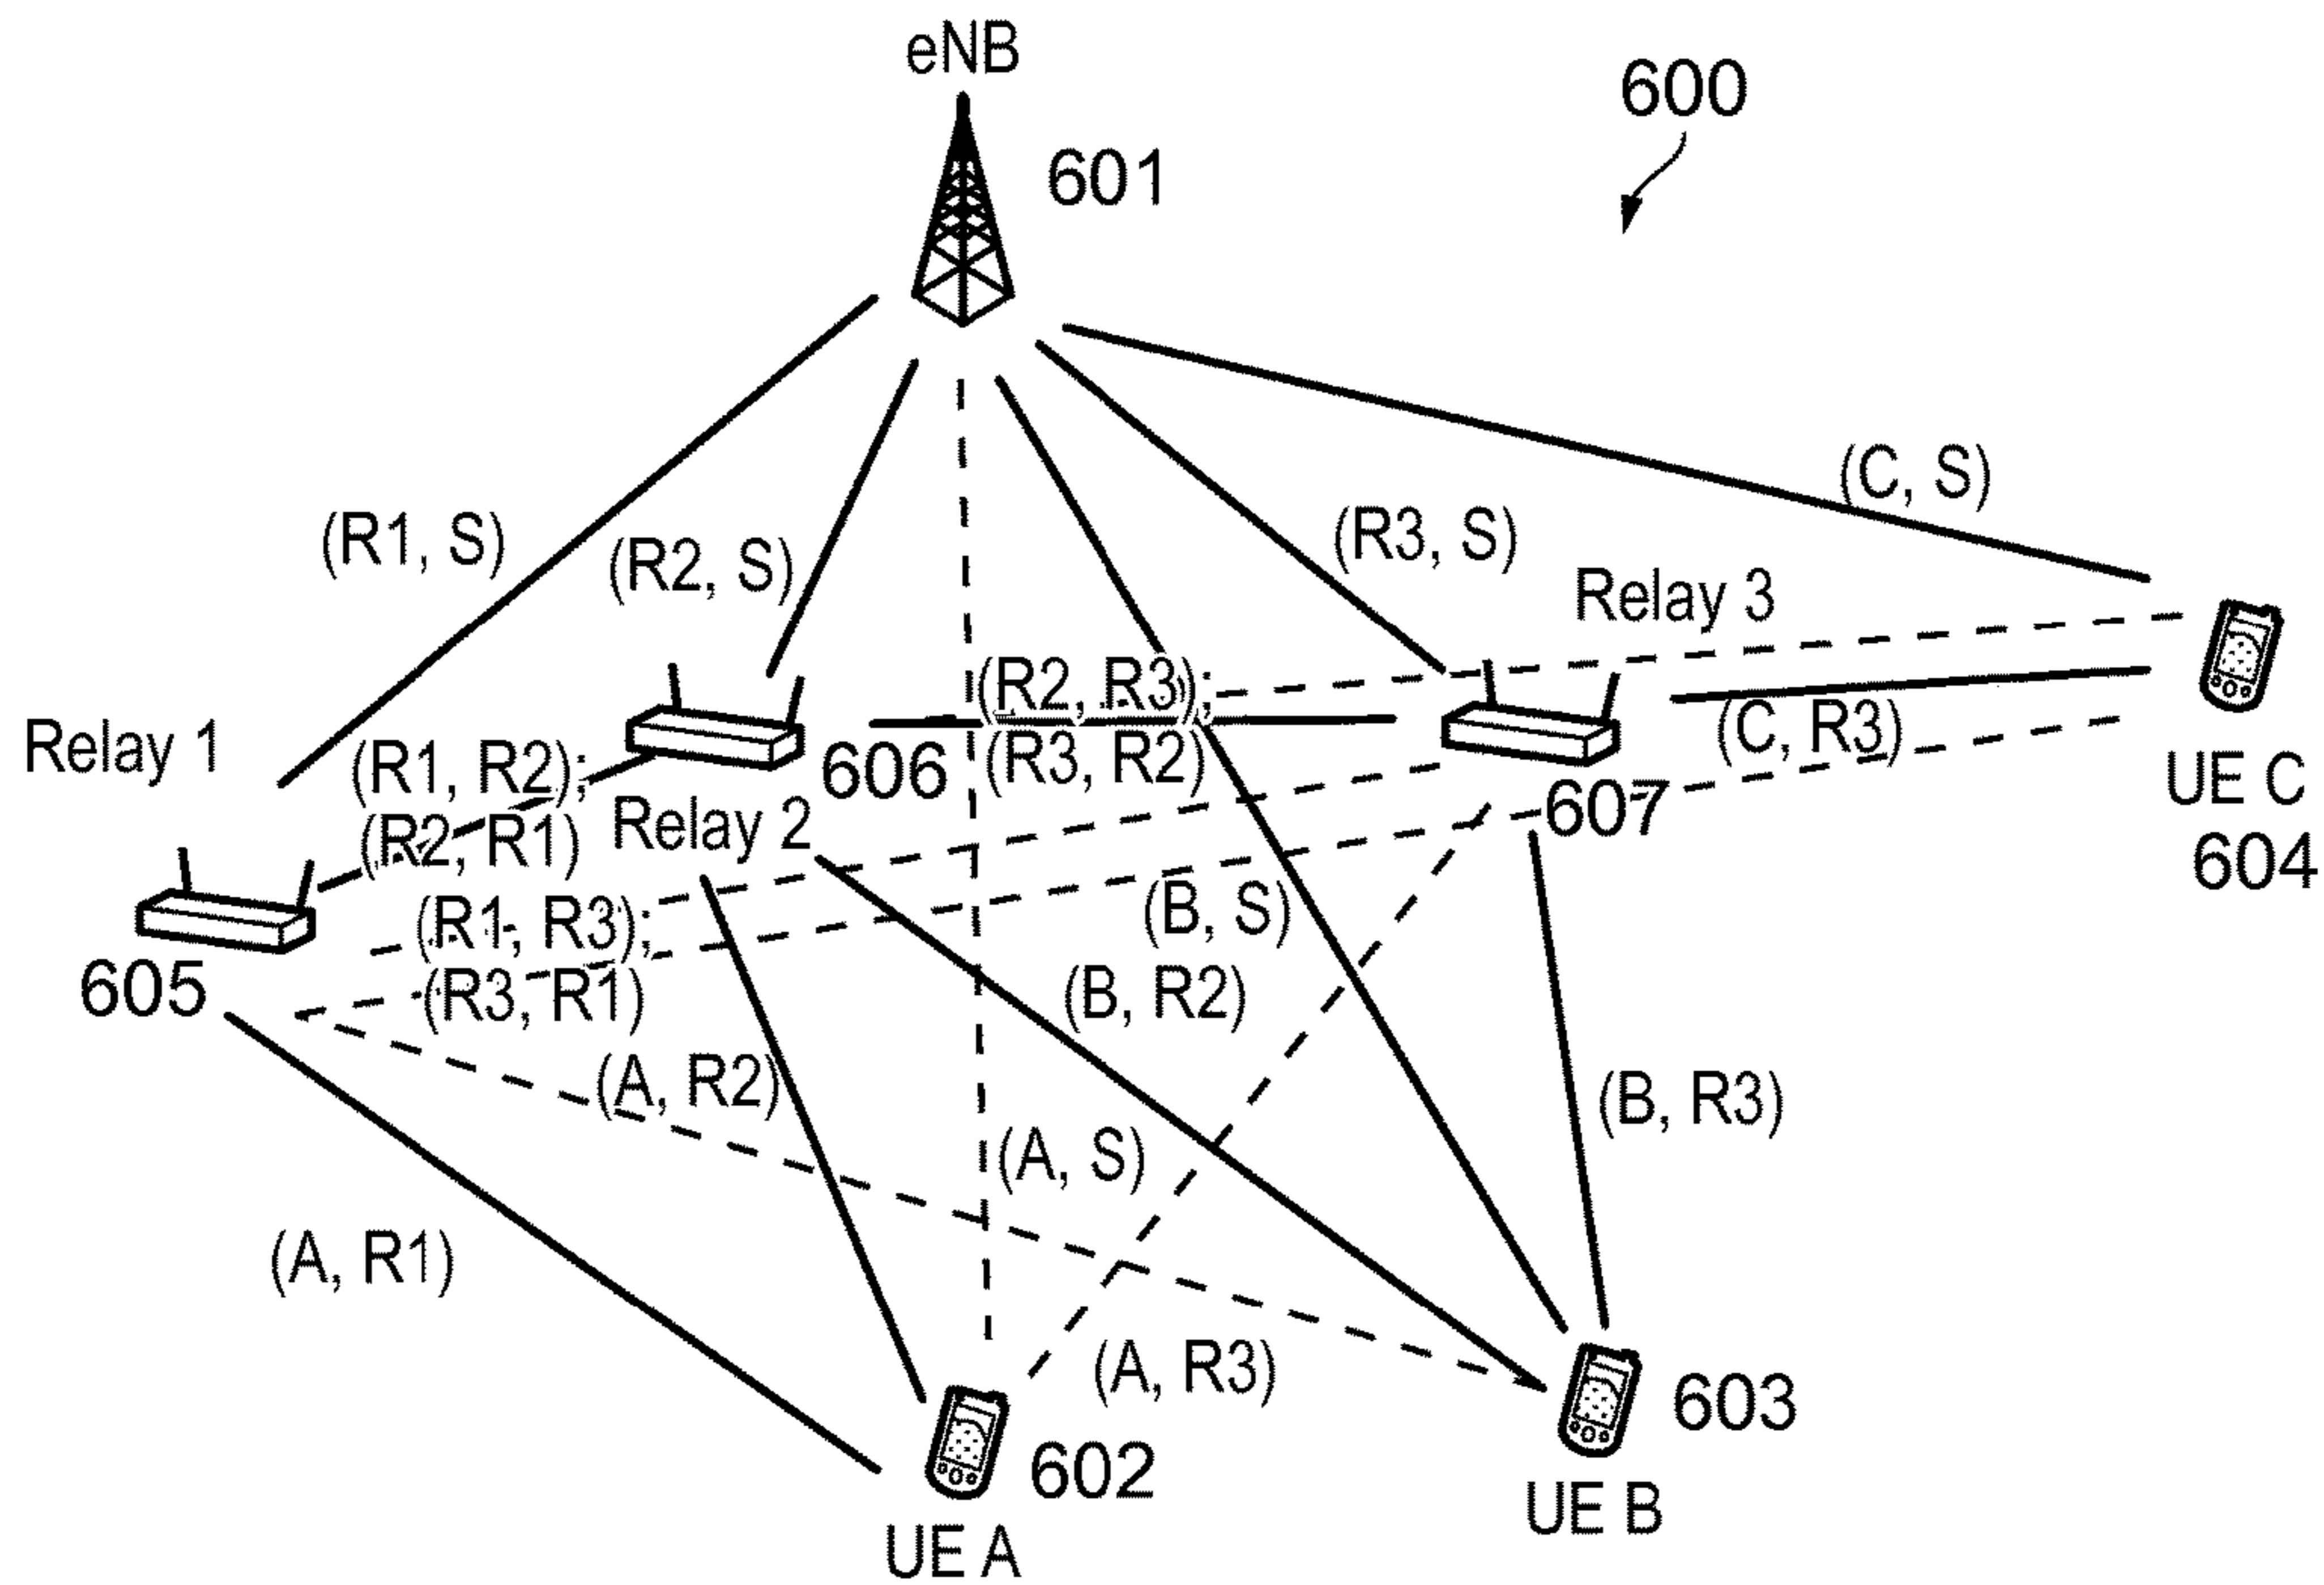 eNB
600
601
(C, S)
(R1, S)
(R2, S)
(R3, S)
Relay 3
(R2, R3);
(R3, R2)
Relay 1
(R1, R2);
(R2, R1)
606
(C, R3)
UE C
607
604
Relay 2
(R1, R3);
(R3, R1)
605
(B, S)
(B, R2)
(A, R2)
(B, R3)
(A, S)
(A, R1)
(A, R3)
603
602
UE B
UE A